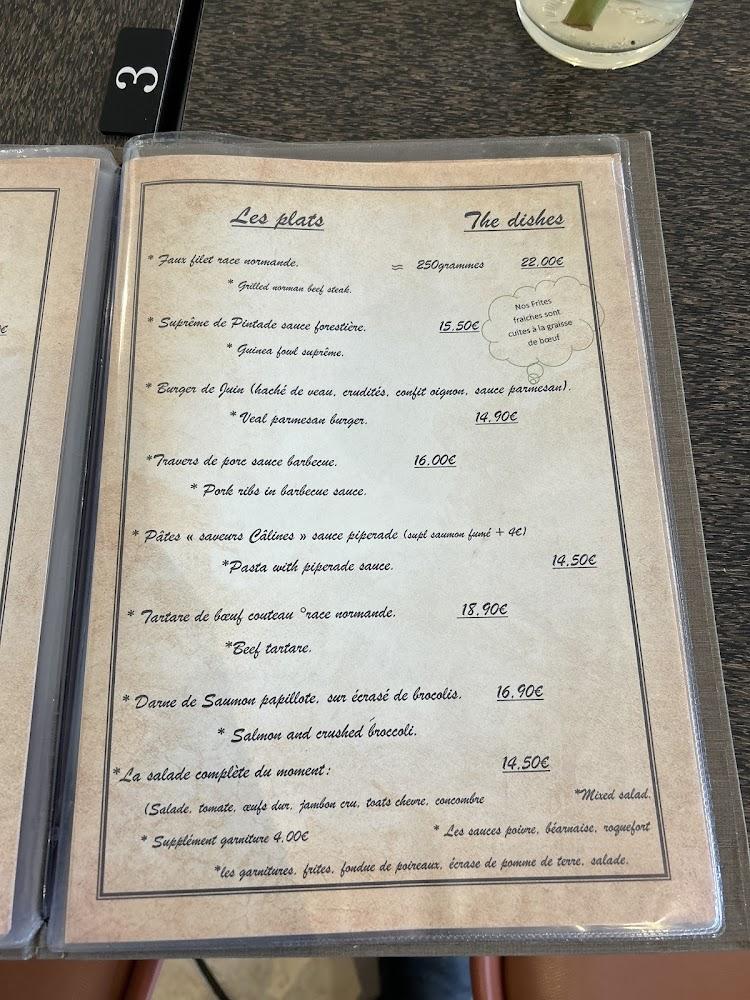 3
Les plats The dishes
* Faux filet race normande. ≈ 250grammes 22.00€
* Grilled norman beef steak.
Nos Frites
fraiches sont
cuites à la graisse
de bœuf
* Suprême de Pintade sauce forestière. 15.50€
* Guinea fowl suprême.
* Burger de Juin (haché de veau, crudités, confit oignon, sauce parmesan).
* Veal parmesan burger. 14.90€
*Travers de porc sauce barbecue. 16.00€
* Pork ribs in barbecue sauce.
* Pâtes « saveurs Câlines » sauce piperade (supl saumon fumé + 4€)
*Pasta with piperade sauce. 14.50€
* Tartare de bœuf couteau °race normande. 18.90€
*Beef tartare.
* Darne de Saumon papillote, sur écrasé de brocolis. 16.90€
* Salmon and crushed broccoli.
*La salade complète du moment: 14.50€
(Salade, tomate, œufs dur, jambon cru, toats chevre, concombre *Mixed salad.
* Supplément garniture 4.00€ * Les sauces poivre, béarnaise, roquefort
*les garnitures, frites, fondue de poireaux, écrase de pomme de terre, salade.
€